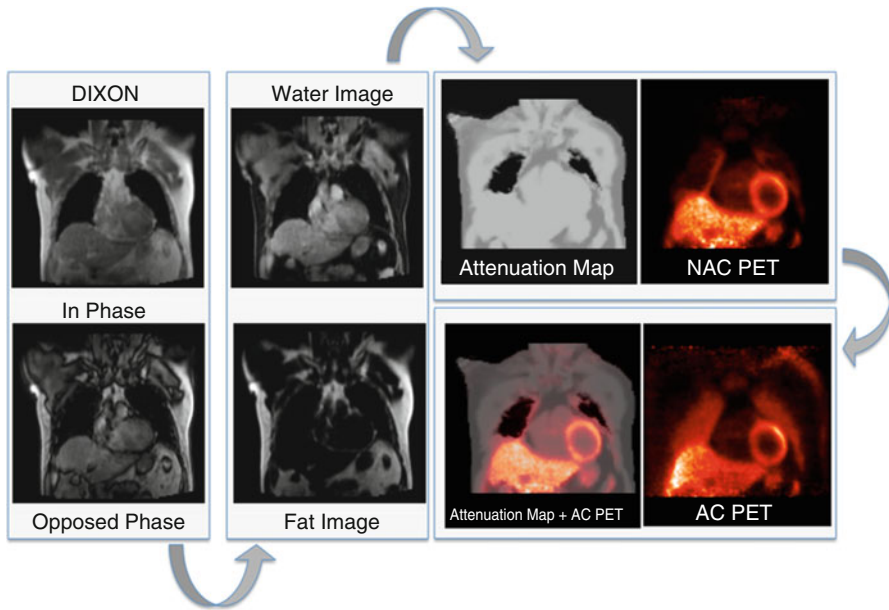 DIXON
In Phase
Opposed Phase
Water Image
Fat Image
Attenuation Map
NAC PET
Attenuation Map + AC PET
AC PET